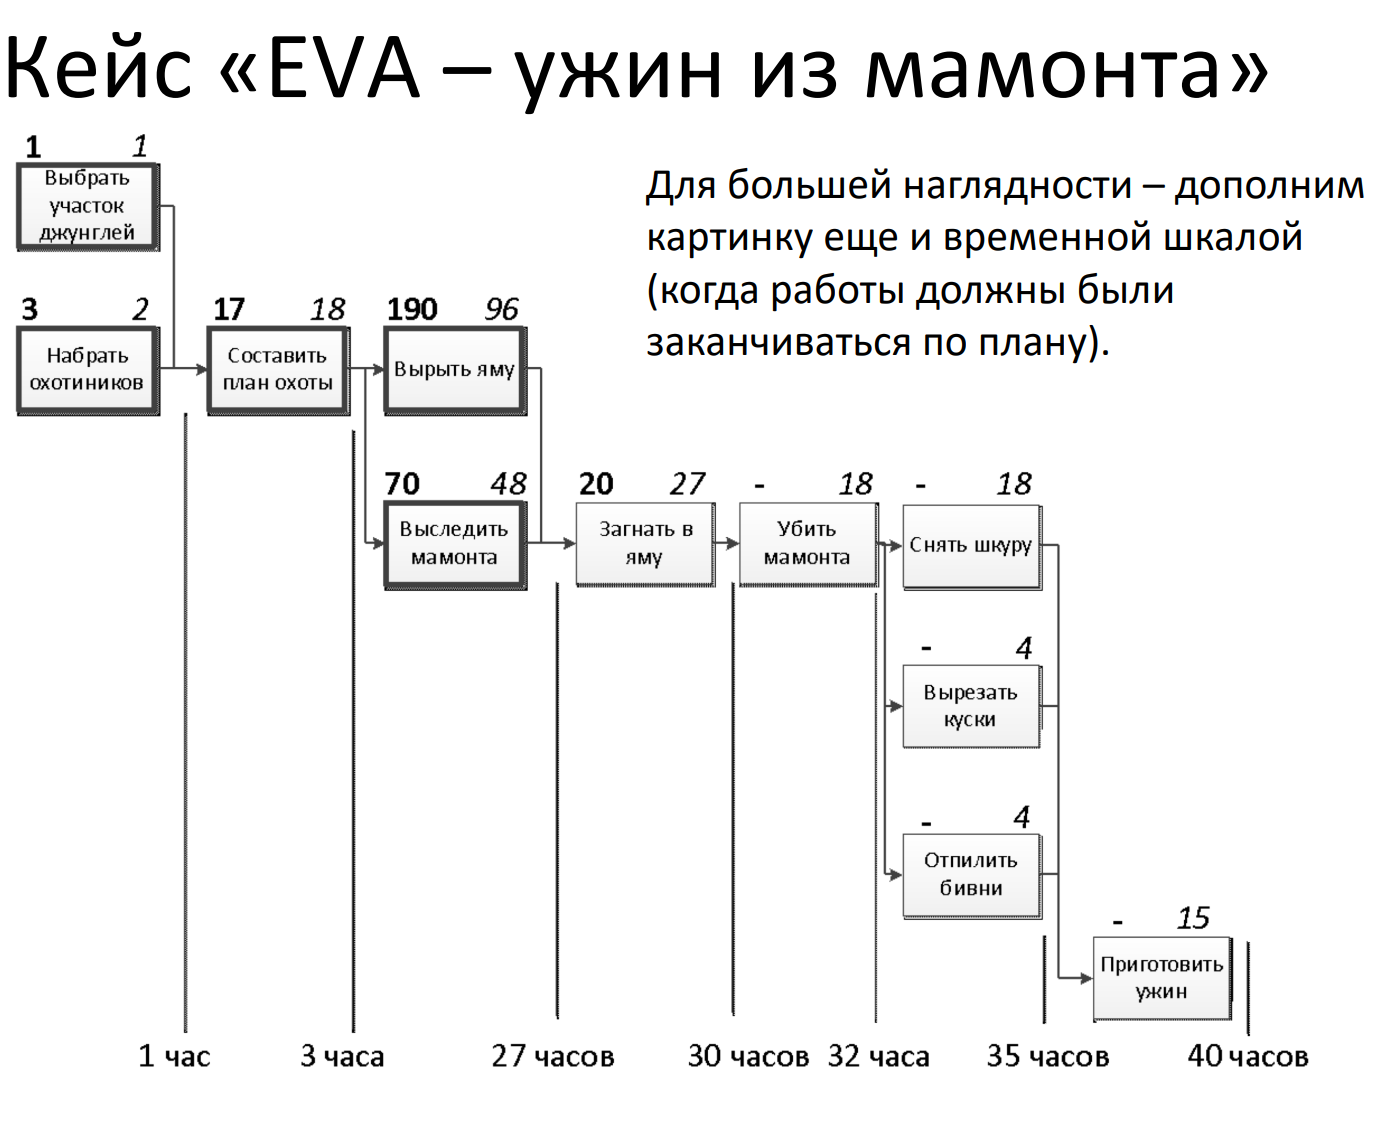 Кейс «EVA – ужин из мамонта»
Для большей наглядности – дополним
картинку еще и временной шкалой
(когда работы должны были
заканчиваться по плану).
1 1
Выбрать
участок
джунглей
3 2
Набрать
охотиников
17 18
Составить
план охоты
190 96
Вырыть яму
70 48
Выследить
мамонта
20 27
Загнать в
яму
- 18
Убить
мамонта
- 18
Снять шкуру
- 4
Вырезать
куски
- 4
Отпилить
бивни
- 15
Приготовить
ужин
1 час
3 часа
27 часов
30 часов
32 часа
35 часов
40 часов